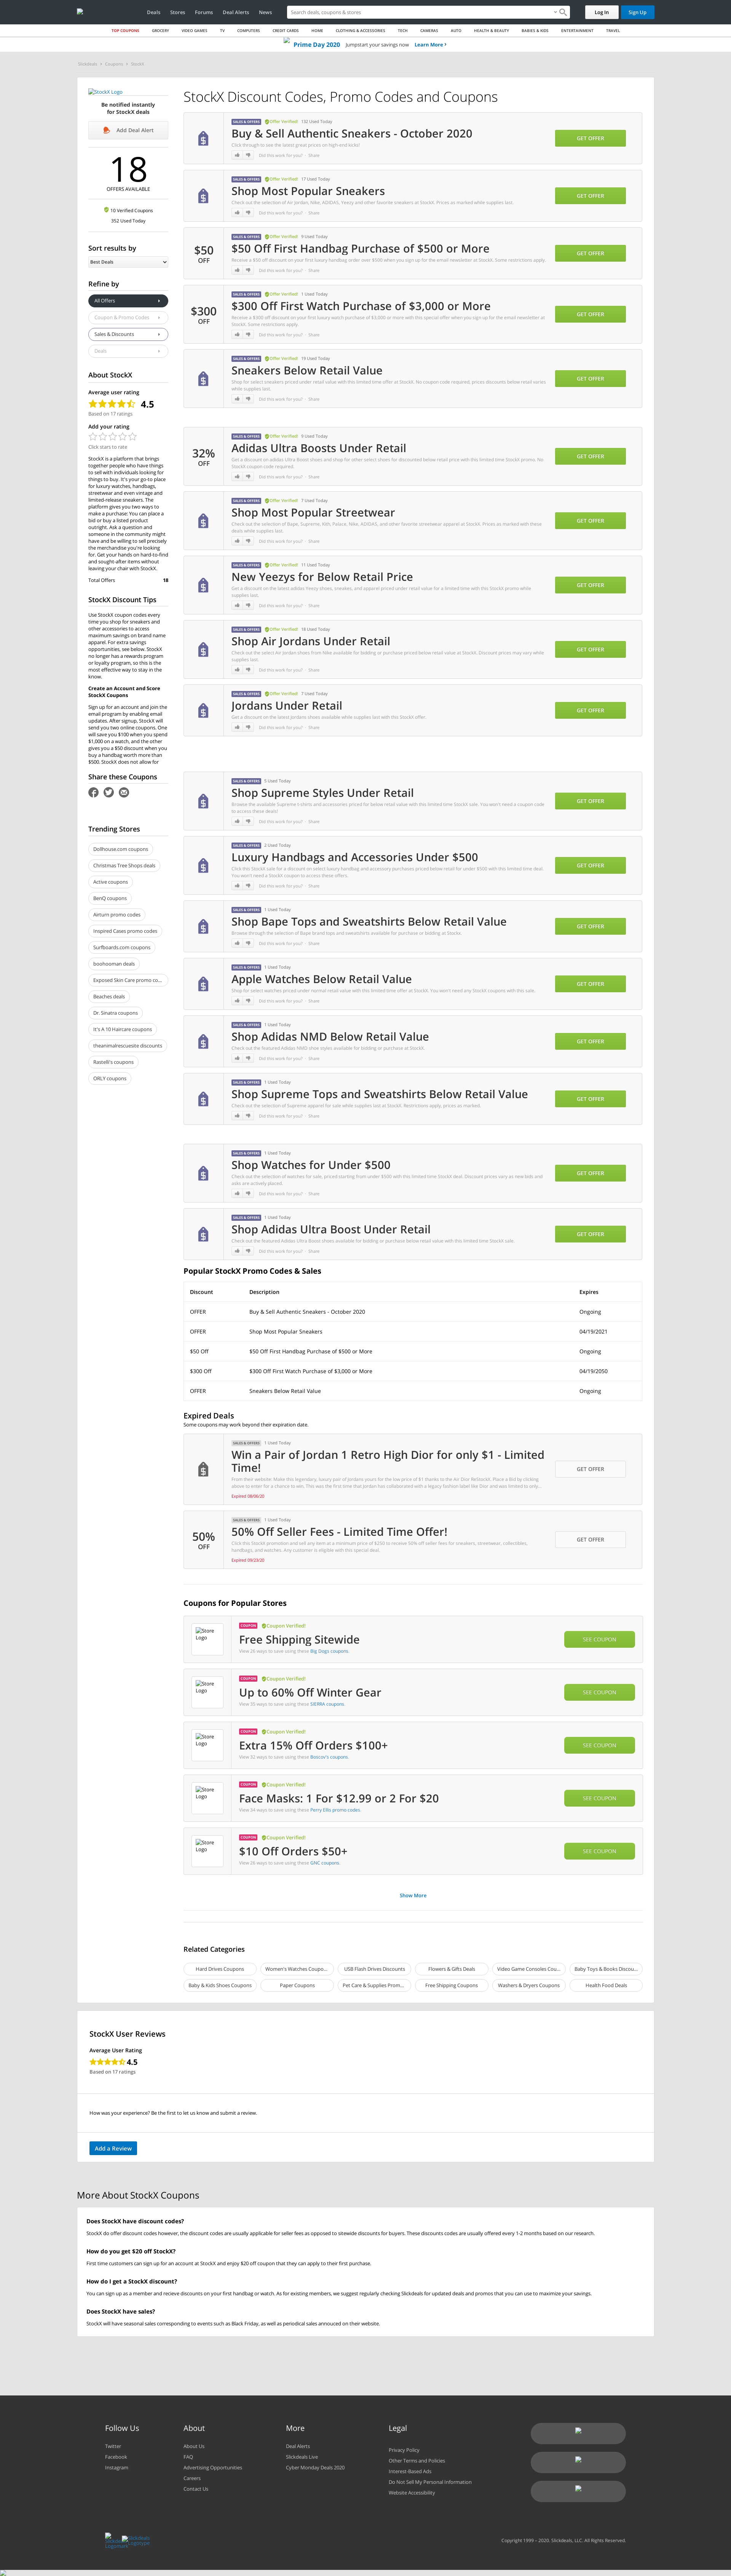 Deals
Stores
Forums
Deal Alerts
News
Search deals, coupons & stores
Log In
Sign Up
TOP COUPONS
GROCERY
VIDEO GAMES
TV
COMPUTERS
CREDIT CARDS
HOME
CLOTHING & ACCESSORIES
TECH
CAMERAS
AUTO
HEALTH & BEAUTY
BABIES & KIDS
ENTERTAINMENT
TRAVEL
Prime Day 2020 Jumpstart your savings now Learn More
Slickdeals > Coupons > StockX
StockX Logo
Be notified instantly
for StockX deals
Add Deal Alert
18
OFFERS AVAILABLE
10 Verified Coupons
352 Used Today
Sort results by
Best Deals
Refine by
All Offers
Coupon & Promo Codes
Sales & Discounts
Deals
About StockX
Average user rating
4.5
Based on 17 ratings
Add your rating
Click stars to rate
StockX is a platform that brings
together people who have things
to sell with individuals looking for
things to buy. It's your go-to place
for luxury watches, handbags,
streetwear and even vintage and
limited-release sneakers. The
platform gives you two ways to
make a purchase: You can place a
bid or buy a listed product
outright. Ask a question and
someone in the community might
have and be willing to sell precisely
the merchandise you're looking
for. Get your hands on hard-to-find
and sought-after items without
leaving your chair with StockX.
Total Offers 18
StockX Discount Tips
Use StockX coupon codes every
time you shop for sneakers and
other accessories to access
maximum savings on brand name
apparel. For extra savings
opportunities, see below. StockX
no longer has a rewards program
or loyalty program, so this is the
most effective way to stay in the
know.
Create an Account and Score
StockX Coupons
Sign up for an account and join the
email program by enabling email
updates. After signup, StockX will
send you two online coupons. One
will save you $100 when you spend
$1,000 on a watch, and the other
gives you a $50 discount when you
buy a handbag worth more than
$500. StockX does not allow for
Share these Coupons
Trending Stores
Dollhouse.com coupons
Christmas Tree Shops deals
Active coupons
BenQ coupons
Airturn promo codes
Inspired Cases promo codes
Surfboards.com coupons
boohooman deals
Exposed Skin Care promo co...
Beaches deals
Dr. Sinatra coupons
It's A 10 Haircare coupons
theanimalrescuesite discounts
Rastelli's coupons
ORLY coupons
StockX Discount Codes, Promo Codes and Coupons
SALES & OFFERS Offer Verified! 132 Used Today
Buy & Sell Authentic Sneakers - October 2020
Click through to see the latest great prices on high-end kicks!
Did this work for you? Share
GET OFFER
SALES & OFFERS Offer Verified! 17 Used Today
Shop Most Popular Sneakers
Check out the selection of Air Jordan, Nike, ADIDAS, Yeezy and other favorite sneakers at StockX. Prices as marked while supplies last.
Did this work for you? Share
GET OFFER
$50
OFF
SALES & OFFERS Offer Verified! 9 Used Today
$50 Off First Handbag Purchase of $500 or More
Receive a $50 discount on your first luxury handbag order over $500 when you sign up for the email newsletter at StockX. Some restrictions apply.
Did this work for you? Share
GET OFFER
$300
OFF
SALES & OFFERS Offer Verified! 1 Used Today
$300 Off First Watch Purchase of $3,000 or More
Receive a $300 off discount on your first luxury watch purchase of $3,000 or more with this special offer when you sign up for the email newsletter at
StockX. Some restrictions apply.
Did this work for you? Share
GET OFFER
SALES & OFFERS Offer Verified! 19 Used Today
Sneakers Below Retail Value
Shop for select sneakers priced under retail value with this limited time offer at StockX. No coupon code required, prices discounts below retail varies
while supplies last.
Did this work for you? Share
GET OFFER
32%
OFF
SALES & OFFERS Offer Verified! 9 Used Today
Adidas Ultra Boosts Under Retail
Get a discount on adidas Ultra Boost shoes and shop for other select shoes for discounted below retail price with this limited time StockX promo. No
StockX coupon code required.
Did this work for you? Share
GET OFFER
SALES & OFFERS Offer Verified! 7 Used Today
Shop Most Popular Streetwear
Check out the selection of Bape, Supreme, Kith, Palace, Nike, ADIDAS, and other favorite streetwear apparel at StockX. Prices as marked with these
deals while supplies last.
Did this work for you? Share
GET OFFER
SALES & OFFERS Offer Verified! 11 Used Today
New Yeezys for Below Retail Price
Get a discount on the latest adidas Yeezy shoes, sneaker, and apparel priced under retail value for a limited time with this StockX promo while
supplies last.
Did this work for you? Share
GET OFFER
SALES & OFFERS Offer Verified! 18 Used Today
Shop Air Jordans Under Retail
Check out the select Air Jordan shoes from Nike available for bidding or purchase priced below retail value at StockX. Discount prices may vary while
supplies last.
Did this work for you? Share
GET OFFER
SALES & OFFERS Offer Verified! 7 Used Today
Jordans Under Retail
Get a discount on the latest Jordans shoes available while supplies last with this StockX offer.
Did this work for you? Share
GET OFFER
SALES & OFFERS 5 Used Today
Shop Supreme Styles Under Retail
Browse the available Supreme t-shirts and accessories priced for below retail value with this limited time StockX sale. You won't need a coupon code
to access these deals!
Did this work for you? Share
GET OFFER
SALES & OFFERS 2 Used Today
Luxury Handbags and Accessories Under $500
Click this StockX sale for a discount on select luxury handbag and accessory purchases priced below retail for under $500 with this limited time deal.
You won't need a StockX coupon to access these offers.
Did this work for you? Share
GET OFFER
SALES & OFFERS 1 Used Today
Shop Bape Tops and Sweatshirts Below Retail Value
Browse through the selection of Bape brand tops and sweatshirts available for purchase or bidding at StockX.
Did this work for you? Share
GET OFFER
SALES & OFFERS 1 Used Today
Apple Watches Below Retail Value
Shop for select watches priced under normal retail value with this limited time offer at StockX. You won't need any StockX coupons with this sale.
Did this work for you? Share
GET OFFER
SALES & OFFERS 1 Used Today
Shop Adidas NMD Below Retail Value
Check out the featured Adidas NMD shoe styles available for bidding or purchase at StockX.
Did this work for you? Share
GET OFFER
SALES & OFFERS 1 Used Today
Shop Supreme Tops and Sweatshirts Below Retail Value
Check out the selection of Supreme apparel for sale while supplies last at StockX. Restrictions apply, prices as marked.
Did this work for you? Share
GET OFFER
SALES & OFFERS 1 Used Today
Shop Watches for Under $500
Check out the selection of watches for sale, priced starting from under $500 with this limited time StockX deal. Discount prices vary as new bids and
asks are actively placed.
Did this work for you? Share
GET OFFER
SALES & OFFERS 1 Used Today
Shop Adidas Ultra Boost Under Retail
Check out the featured Adidas Ultra Boost shoes available for bidding or purchase below retail value with this limited time StockX sale.
Did this work for you? Share
GET OFFER
Popular StockX Promo Codes & Sales
Discount Description Expires
OFFER Buy & Sell Authentic Sneakers - October 2020 Ongoing
OFFER Shop Most Popular Sneakers 04/19/2021
$50 Off $50 Off First Handbag Purchase of $500 or More Ongoing
$300 Off $300 Off First Watch Purchase of $3,000 or More 04/19/2050
OFFER Sneakers Below Retail Value Ongoing
Expired Deals
Some coupons may work beyond their expiration date.
SALES & OFFERS 1 Used Today
Win a Pair of Jordan 1 Retro High Dior for only $1 - Limited
Time!
From their website: Make this legendary, luxury pair of Jordans yours for the low price of $1 thanks to the Air Dior ReStockX. Place a Bid by clicking
above to enter for a chance to win. This was the first time that Jordan has collaborated with a legacy fashion label like Dior and was limited to only...
Expired 08/06/20
GET OFFER
50%
OFF
SALES & OFFERS 1 Used Today
50% Off Seller Fees - Limited Time Offer!
Click this StockX promotion and sell any item at a minimum price of $250 to receive 50% off seller fees for sneakers, streetwear, collectibles,
handbags, and watches. Any customer is eligible with this special deal.
Expired 09/23/20
GET OFFER
Coupons for Popular Stores
Store Logo
COUPON Coupon Verified!
Free Shipping Sitewide
View 26 ways to save using these Big Dogs coupons.
SEE COUPON
Store Logo
COUPON Coupon Verified!
Up to 60% Off Winter Gear
View 35 ways to save using these SIERRA coupons.
SEE COUPON
Store Logo
COUPON Coupon Verified!
Extra 15% Off Orders $100+
View 52 ways to save using these Boscov's coupons.
SEE COUPON
Store Logo
COUPON Coupon Verified!
Face Masks: 1 For $12.99 or 2 For $20
View 34 ways to save using these Perry Ellis promo codes.
SEE COUPON
Store Logo
COUPON Coupon Verified!
$10 Off Orders $50+
View 26 ways to save using these GNC coupons.
SEE COUPON
Show More
Related Categories
Hard Drives Coupons
Women's Watches Coupo...
USB Flash Drives Discounts
Flowers & Gifts Deals
Video Game Consoles Cou...
Baby Toys & Books Discou...
Baby & Kids Shoes Coupons
Paper Coupons
Pet Care & Supplies Prom...
Free Shipping Coupons
Washers & Dryers Coupons
Health Food Deals
StockX User Reviews
Average User Rating
4.5
Based on 17 ratings
How was your experience? Be the first to let us know and submit a review.
Add a Review
More About StockX Coupons
Does StockX have discount codes?
StockX do offer discount codes however, the discount codes are usually applicable for seller fees as opposed to sitewide discounts for buyers. These discounts codes are usually offered every 1-2 months based on our research.
How do you get $20 off StockX?
First time customers can sign up for an account at StockX and enjoy $20 off coupon that they can apply to their first purchase.
How do I get a StockX discount?
You can sign up as a member and recieve discounts on your first handbag or watch. As for existing members, we suggest regularly checking Slickdeals for updated deals and promos that you can use to maximize your savings.
Does StockX have sales?
StockX will have seasonal sales corresponding to events such as Black Friday, as well as periodical sales annouced on their website.
Follow Us
Twitter
Facebook
Instagram
About
About Us
FAQ
Advertising Opportunities
Careers
Contact Us
More
Deal Alerts
Slickdeals Live
Cyber Monday Deals 2020
Legal
Privacy Policy
Other Terms and Policies
Interest-Based Ads
Do Not Sell My Personal Information
Website Accessibility
Copyright 1999 – 2020. Slickdeals, LLC. All Rights Reserved.